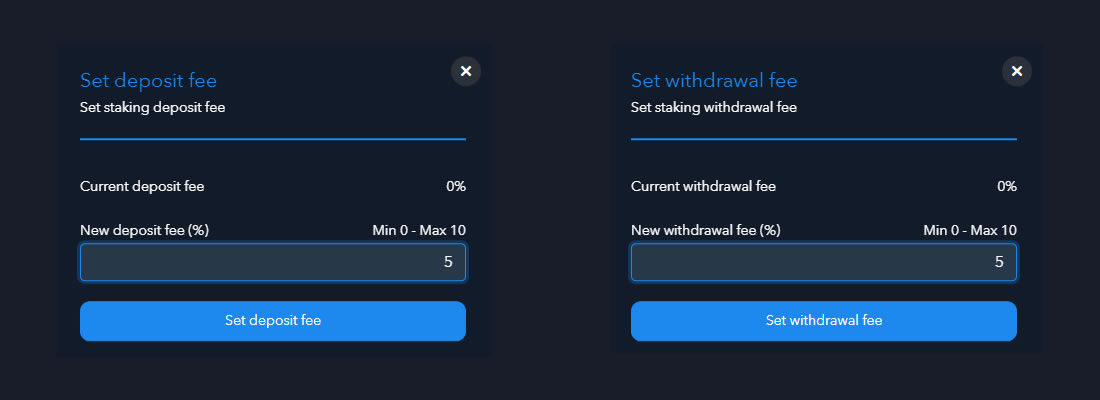 Set deposit fee
Set staking deposit fee
Current deposit fee 0%
New deposit fee (%) Min 0 - Max 10
5
Set deposit fee
Set withdrawal fee
Set staking withdrawal fee
Current withdrawal fee 0%
New withdrawal fee (%) Min 0 - Max 10
5
Set withdrawal fee